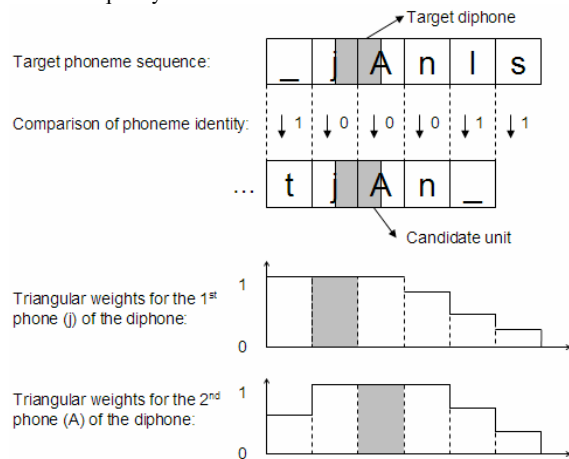 Target diphone
Target phoneme sequence: _ j A n I s
Comparison of phoneme identity: 1 0 0 0 1 1
... t j A n _
Candidate unit
1
Triangular weights for the 1st
phone (j) of the diphone:
0
1
Triangular weights for the 2nd
phone (A) of the diphone:
0